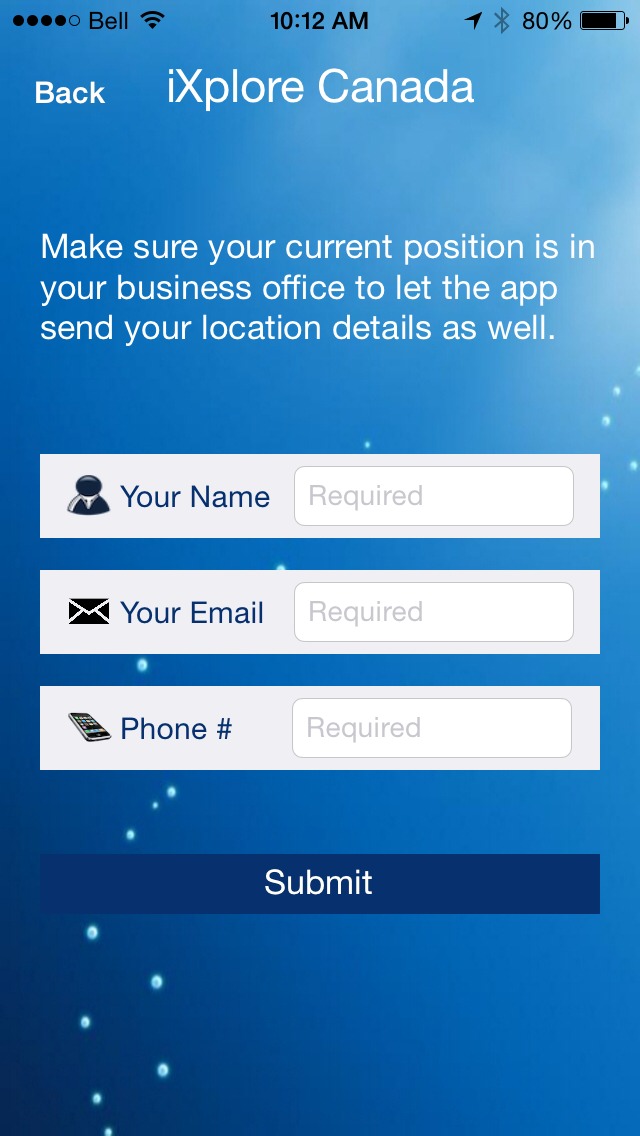 Bell 10:12 AM 80%
Back iXplore Canada
Make sure your current position is in
your business office to let the app
send your location details as well.
Your Name Required
Your Email Required
Phone # Required
Submit